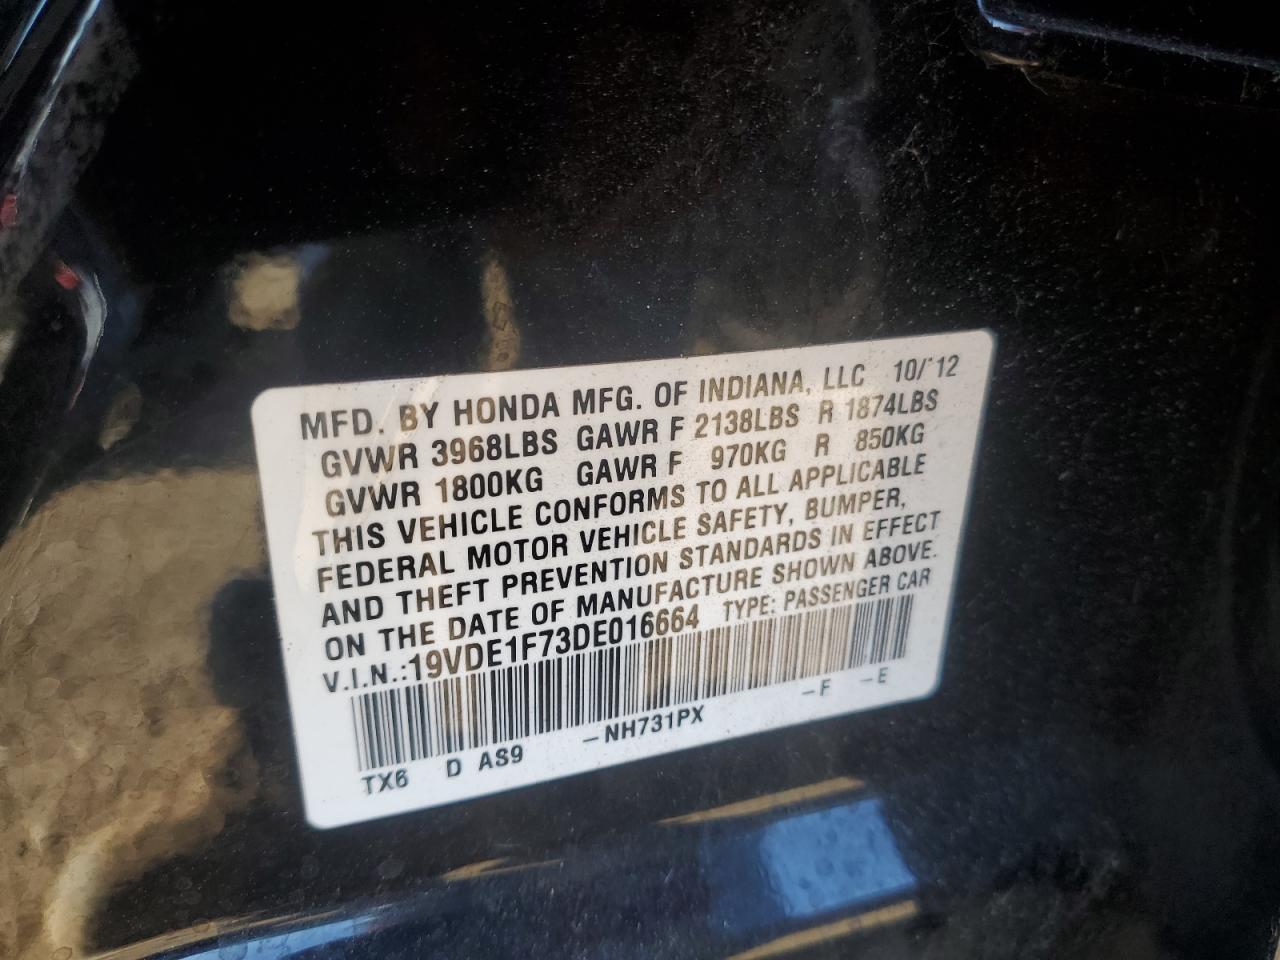 MFD. BY HONDA MFG. OF INDIANA, LLC 10/'12
GVWR 3968LBS GAWR F 2138LBS R 1874LBS
GVWR 1800KG GAWR F 970KG R 850KG
THIS VEHICLE CONFORMS TO ALL APPLICABLE
FEDERAL MOTOR VEHICLE SAFETY, BUMPER,
AND THEFT PREVENTION STANDARDS IN EFFECT
ON THE DATE OF MANUFACTURE SHOWN ABOVE.
V.I.N.:19VDE1F73DE016664 TYPE: PASSENGER CAR
TX6 D AS9 -NH731PX -F -E